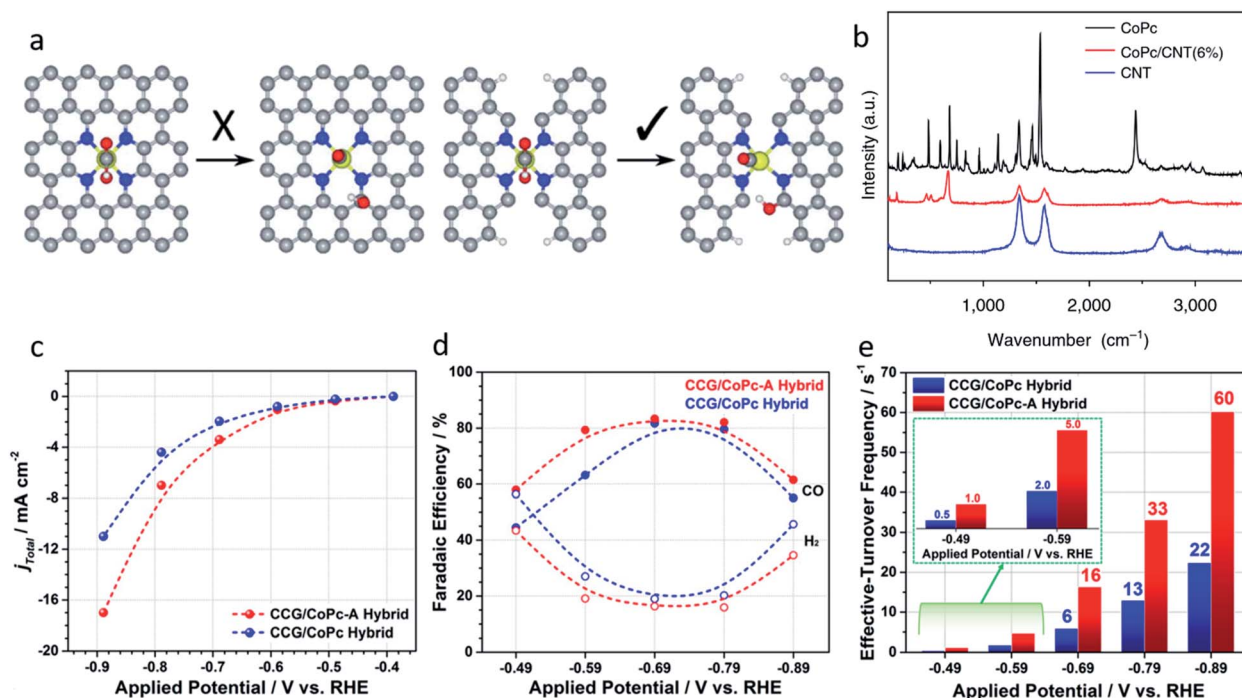 a
X
✓
b
CoPc
CoPc/CNT(6%)
CNT
Intensity (a.u.)
1,000 2,000 3,000
Wavenumber (cm⁻¹)
c
0
-4
-8
-12
-16
-20
j_Total / mA cm⁻²
CCG/CoPc-A Hybrid
CCG/CoPc Hybrid
-0.9 -0.8 -0.7 -0.6 -0.5 -0.4
Applied Potential / V vs. RHE
d
100
80
60
40
20
0
Faradaic Efficiency / %
CCG/CoPc-A Hybrid
CCG/CoPc Hybrid
CO
H₂
-0.49 -0.59 -0.69 -0.79 -0.89
Applied Potential / V vs. RHE
e
70
60
50
40
30
20
10
0
Effective-Turnover Frequency / s⁻¹
CCG/CoPc Hybrid
CCG/CoPc-A Hybrid
0.5 1.0 2.0 5.0
-0.49 -0.59
Applied Potential / V vs. RHE
6 16 13 33 22 60
-0.49 -0.59 -0.69 -0.79 -0.89
Applied Potential / V vs. RHE